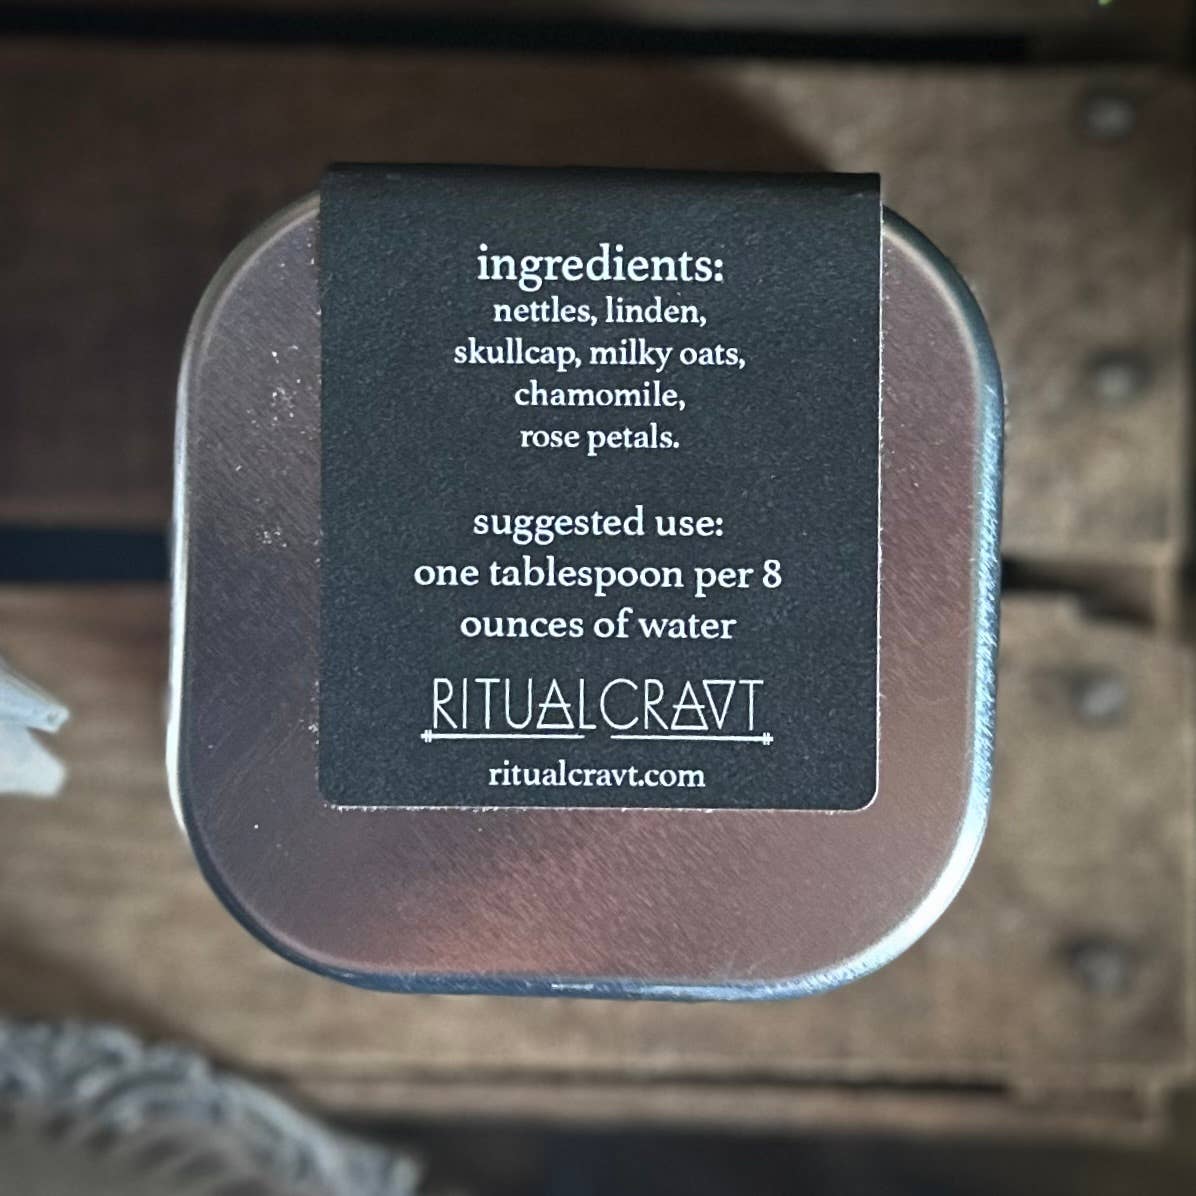 ingredients:
nettles, linden,
skullcap, milky oats,
chamomile,
rose petals.
suggested use:
one tablespoon per 8
ounces of water
RITUALCRAVT
ritualcravt.com